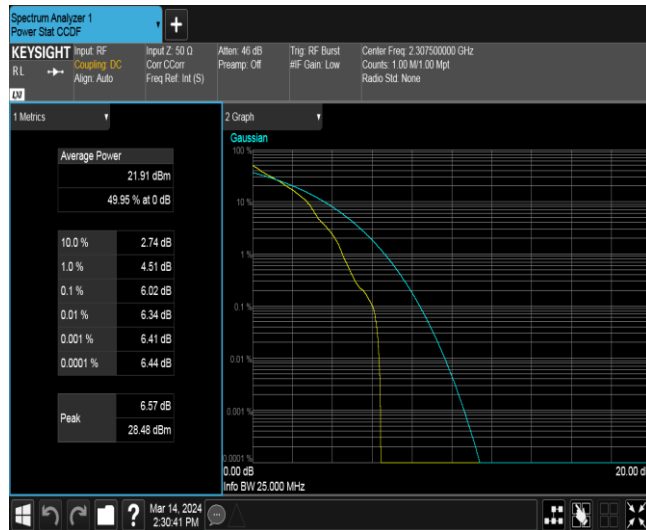 Spectrum Analyzer 1
Power Stat CCDF
+
KEYSIGHT
RL
LXI
Input: RF
Coupling: DC
Align: Auto
Input Z: 50 Ω
Corr CCorr
Freq Ref: Int (S)
Atten: 46 dB
Preamp: Off
Trig: RF Burst
#IF Gain: Low
Center Freq: 2.307500000 GHz
Counts: 1.00 M/1.00 Mpt
Radio Std: None
1 Metrics
Average Power
21.91 dBm
49.95 % at 0 dB
10.0 % 2.74 dB
1.0 % 4.51 dB
0.1 % 6.02 dB
0.01 % 6.34 dB
0.001 % 6.41 dB
0.0001 % 6.44 dB
Peak
6.57 dB
28.48 dBm
2 Graph
Gaussian
100 %
10 %
1 %
0.1 %
0.01 %
0.001 %
0.0001 %
0.00 dB
20.00 d
Info BW 25.000 MHz
?
Mar 14, 2024
2:30:41 PM